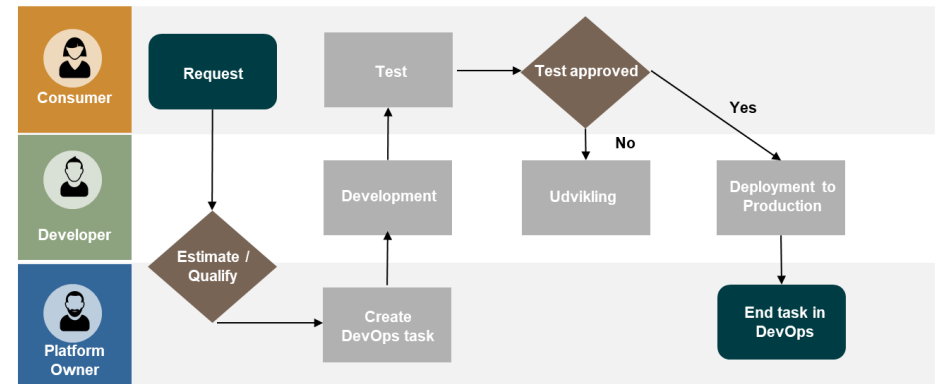 Consumer
Request
Test
Test approved
Yes
No
Developer
Development
Udvikling
Deployment to
Production
Estimate /
Qualify
Platform
Owner
Create
DevOps task
End task in
DevOps